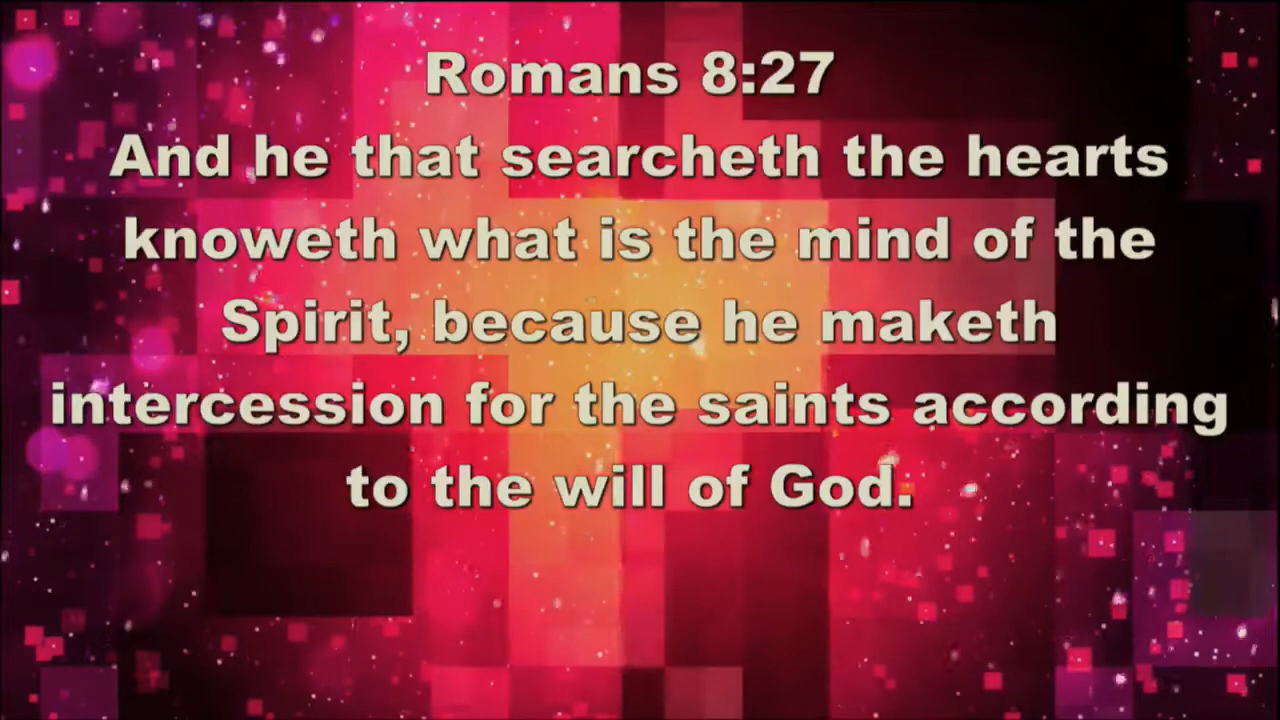 Romans 8:27
And he that searcheth the hearts
knoweth what is the mind of the
Spirit, because he maketh
intercession for the saints according
to the will of God.